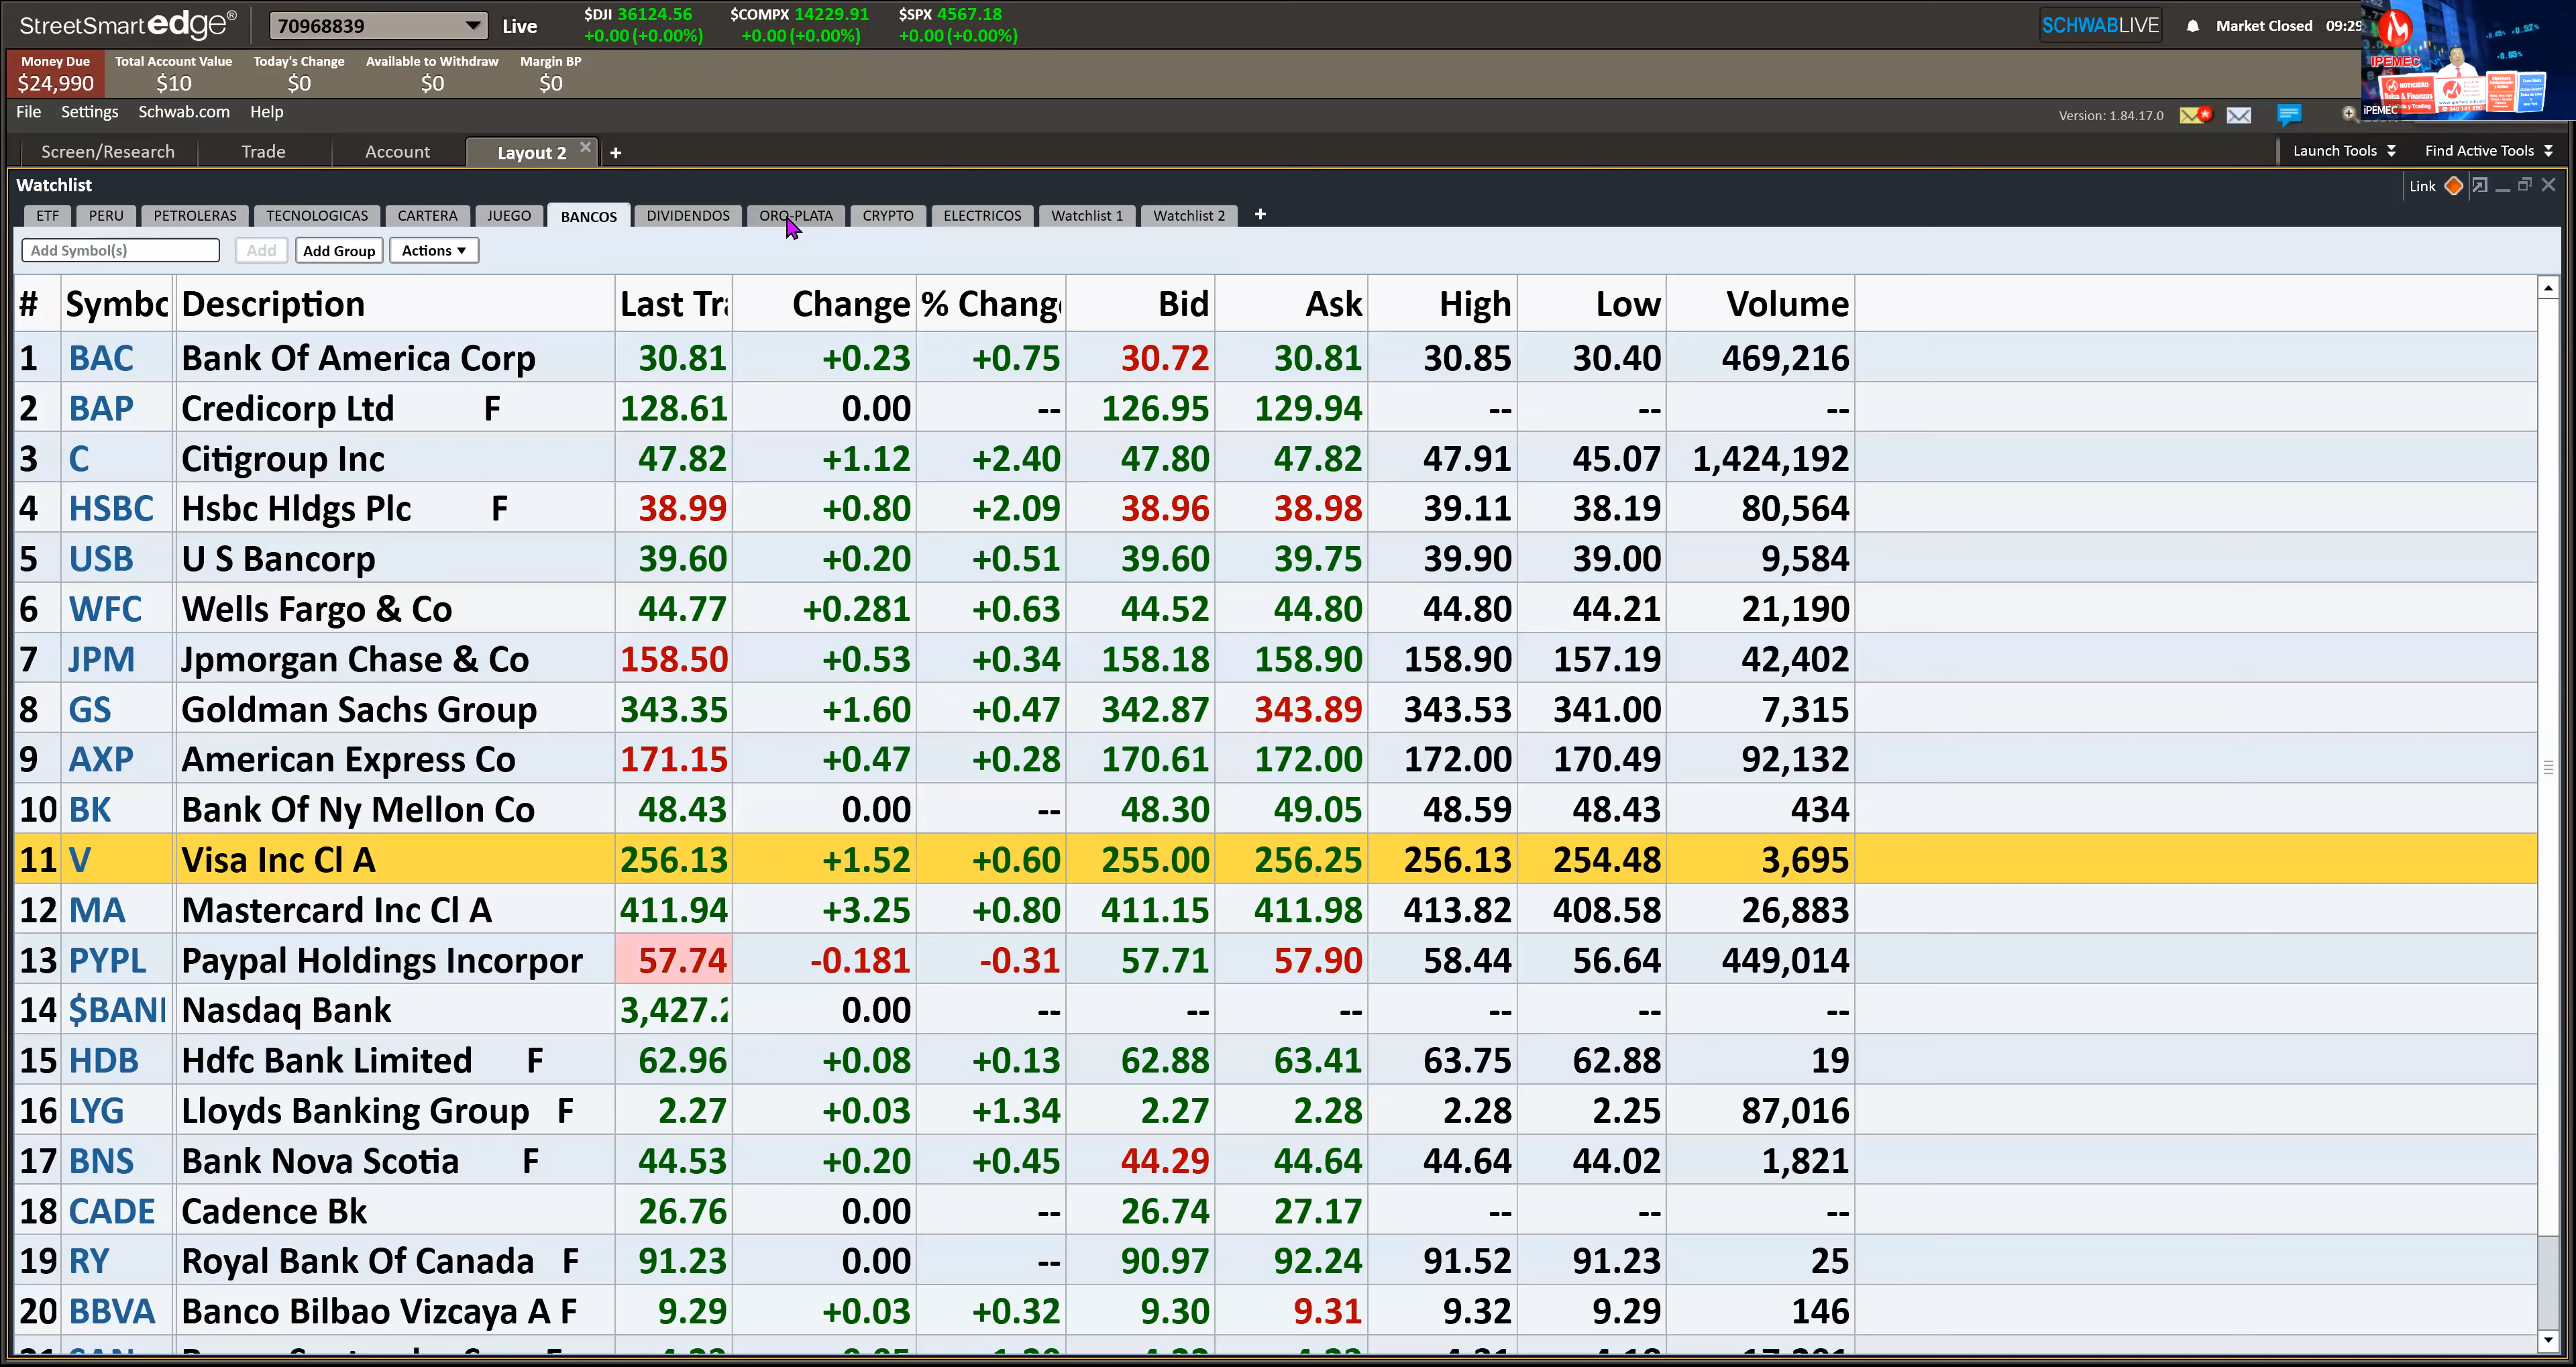 StreetSmart edge® 70968839 Live $DJI 36124.56 $COMPX 14229.91 $SPX 4567.18 SCHWABLIVE Market Closed 09:29
+0.00 (+0.00%) +0.00 (+0.00%) +0.00 (+0.00%)
Money Due Total Account Value Today's Change Available to Withdraw Margin BP
$24,990 $10 $0 $0 $0
IPEMEC
NOTICIERO
Bolsa & Finanzas
iPEMEC
File Settings Schwab.com Help Version: 1.84.17.0
Screen/Research Trade Account Layout 2 + Launch Tools Find Active Tools
Watchlist Link
ETF PERU PETROLERAS TECNOLOGICAS CARTERA JUEGO BANCOS DIVIDENDOS ORO-PLATA CRYPTO ELECTRICOS Watchlist 1 Watchlist 2 +
Add Symbol(s) Add Add Group Actions
# Symbo Description Last Tra Change % Change Bid Ask High Low Volume
1 BAC Bank Of America Corp 30.81 +0.23 +0.75 30.72 30.81 30.85 30.40 469,216
2 BAP Credicorp Ltd F 128.61 0.00 -- 126.95 129.94 -- -- --
3 C Citigroup Inc 47.82 +1.12 +2.40 47.80 47.82 47.91 45.07 1,424,192
4 HSBC Hsbc Hldgs Plc F 38.99 +0.80 +2.09 38.96 38.98 39.11 38.19 80,564
5 USB U S Bancorp 39.60 +0.20 +0.51 39.60 39.75 39.90 39.00 9,584
6 WFC Wells Fargo & Co 44.77 +0.281 +0.63 44.52 44.80 44.80 44.21 21,190
7 JPM Jpmorgan Chase & Co 158.50 +0.53 +0.34 158.18 158.90 158.90 157.19 42,402
8 GS Goldman Sachs Group 343.35 +1.60 +0.47 342.87 343.89 343.53 341.00 7,315
9 AXP American Express Co 171.15 +0.47 +0.28 170.61 172.00 172.00 170.49 92,132
10 BK Bank Of Ny Mellon Co 48.43 0.00 -- 48.30 49.05 48.59 48.43 434
11 V Visa Inc Cl A 256.13 +1.52 +0.60 255.00 256.25 256.13 254.48 3,695
12 MA Mastercard Inc Cl A 411.94 +3.25 +0.80 411.15 411.98 413.82 408.58 26,883
13 PYPL Paypal Holdings Incorpor 57.74 -0.181 -0.31 57.71 57.90 58.44 56.64 449,014
14 $BAN Nasdaq Bank 3,427.2 0.00 -- -- -- -- -- --
15 HDB Hdfc Bank Limited F 62.96 +0.08 +0.13 62.88 63.41 63.75 62.88 19
16 LYG Lloyds Banking Group F 2.27 +0.03 +1.34 2.27 2.28 2.28 2.25 87,016
17 BNS Bank Nova Scotia F 44.53 +0.20 +0.45 44.29 44.64 44.64 44.02 1,821
18 CADE Cadence Bk 26.76 0.00 -- 26.74 27.17 -- -- --
19 RY Royal Bank Of Canada F 91.23 0.00 -- 90.97 92.24 91.52 91.23 25
20 BBVA Banco Bilbao Vizcaya A F 9.29 +0.03 +0.32 9.30 9.31 9.32 9.29 146